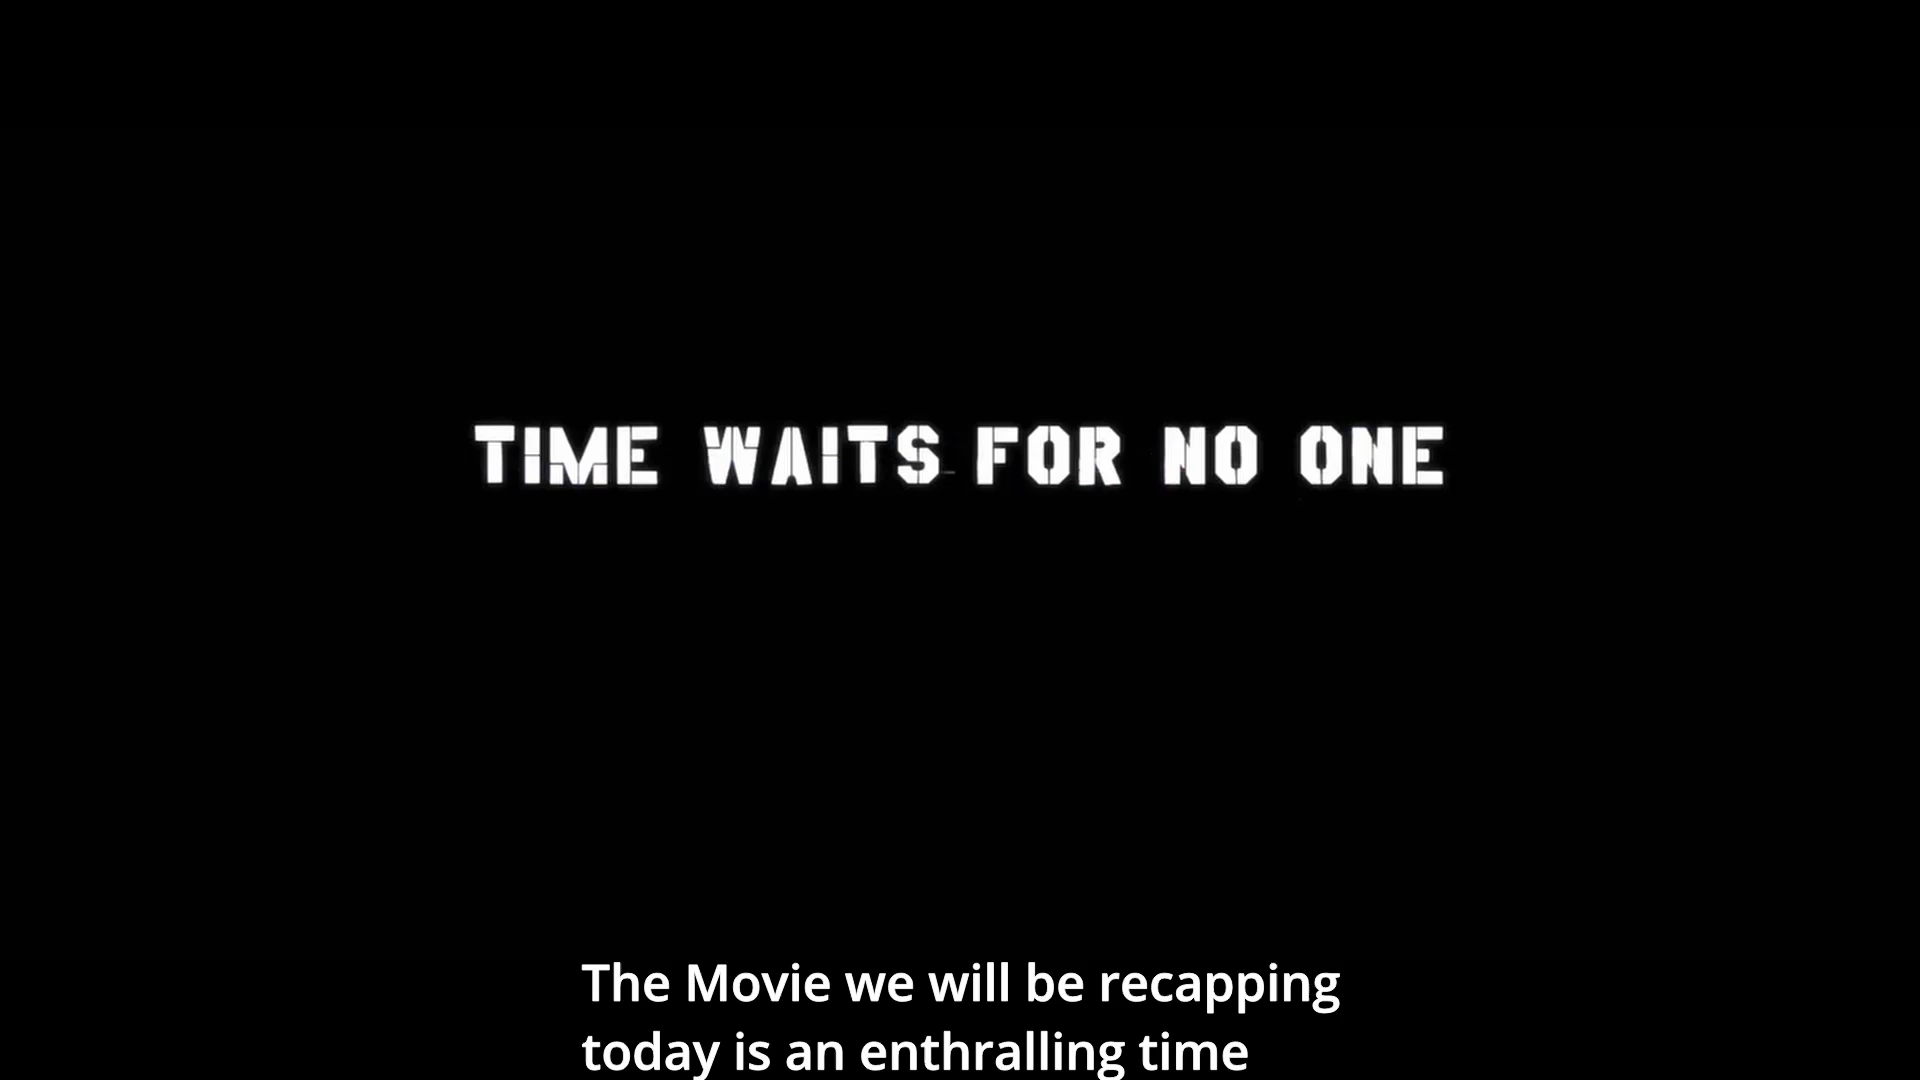 TIME WAITS FOR NO ONE
The Movie we will be recapping
today is an enthralling time